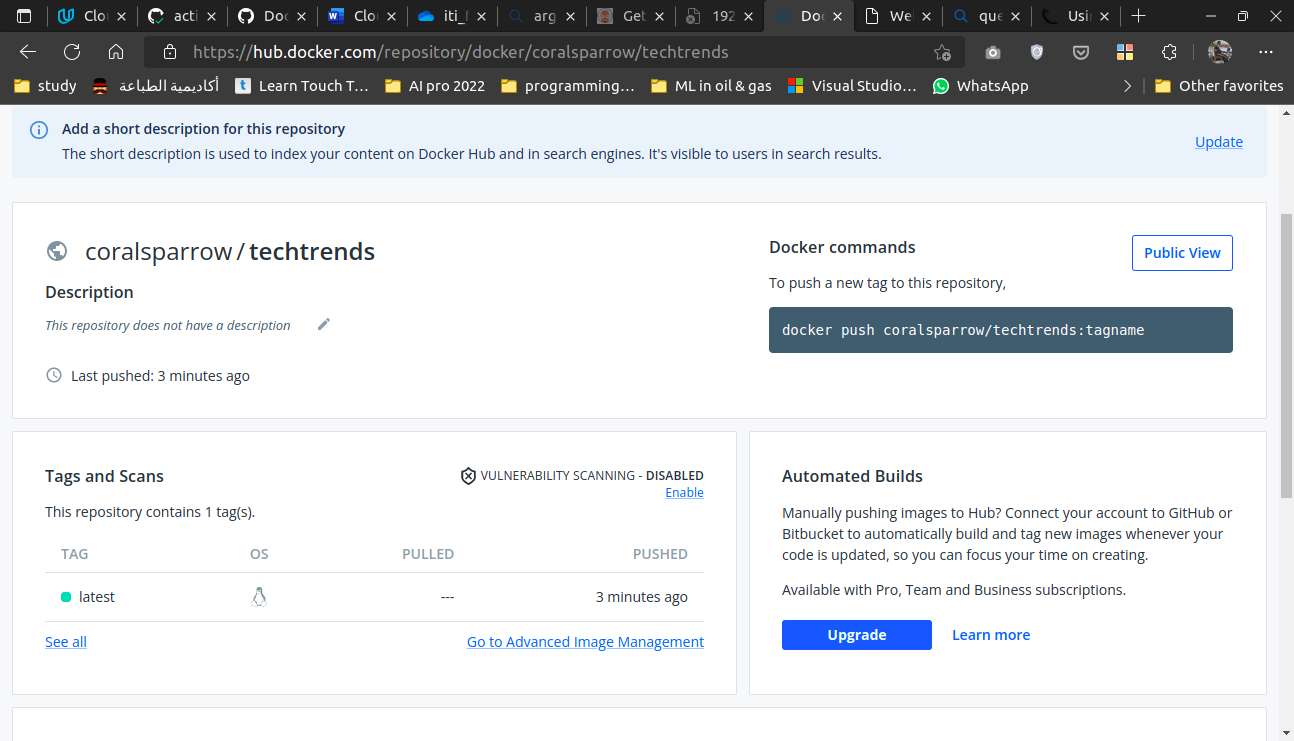 Clou
acti
Doc
Clou
iti_f
arg
Get
192
Doc
Wel
que
Usin
https://hub.docker.com/repository/docker/coralsparrow/techtrends
study
أكاديمية الطباعة
t Learn Touch T...
AI pro 2022
programming...
ML in oil & gas
Visual Studio...
WhatsApp
Other favorites
Add a short description for this repository
The short description is used to index your content on Docker Hub and in search engines. It's visible to users in search results.
Update
coralsparrow / techtrends
Description
This repository does not have a description
Last pushed: 3 minutes ago
Docker commands
Public View
To push a new tag to this repository,
docker push coralsparrow/techtrends:tagname
Tags and Scans
VULNERABILITY SCANNING - DISABLED
Enable
This repository contains 1 tag(s).
TAG OS PULLED PUSHED
latest --- 3 minutes ago
See all
Go to Advanced Image Management
Automated Builds
Manually pushing images to Hub? Connect your account to GitHub or
Bitbucket to automatically build and tag new images whenever your
code is updated, so you can focus your time on creating.
Available with Pro, Team and Business subscriptions.
Upgrade
Learn more